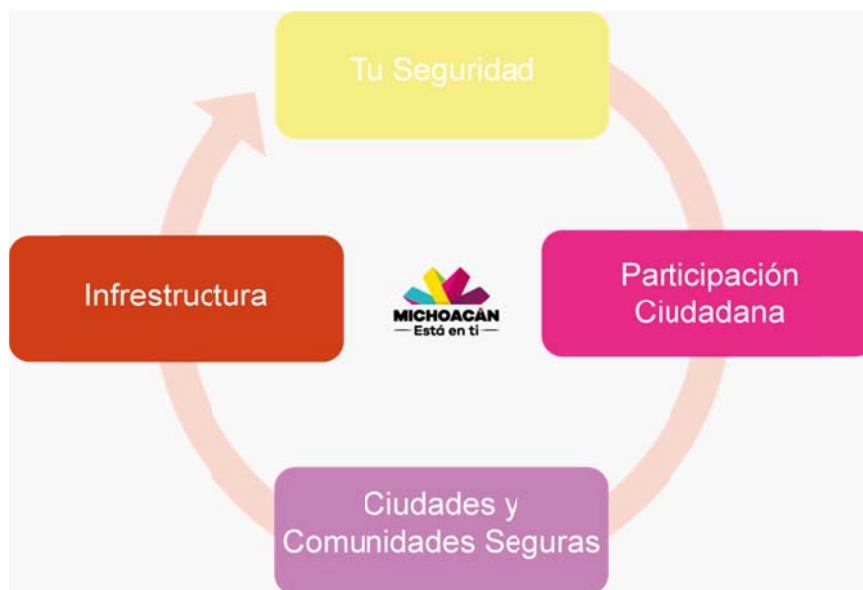 Tu Seguridad
Participación
Ciudadana
Infrestructura
MICHOACÁN
Está en ti
Ciudades y
Comunidades Seguras